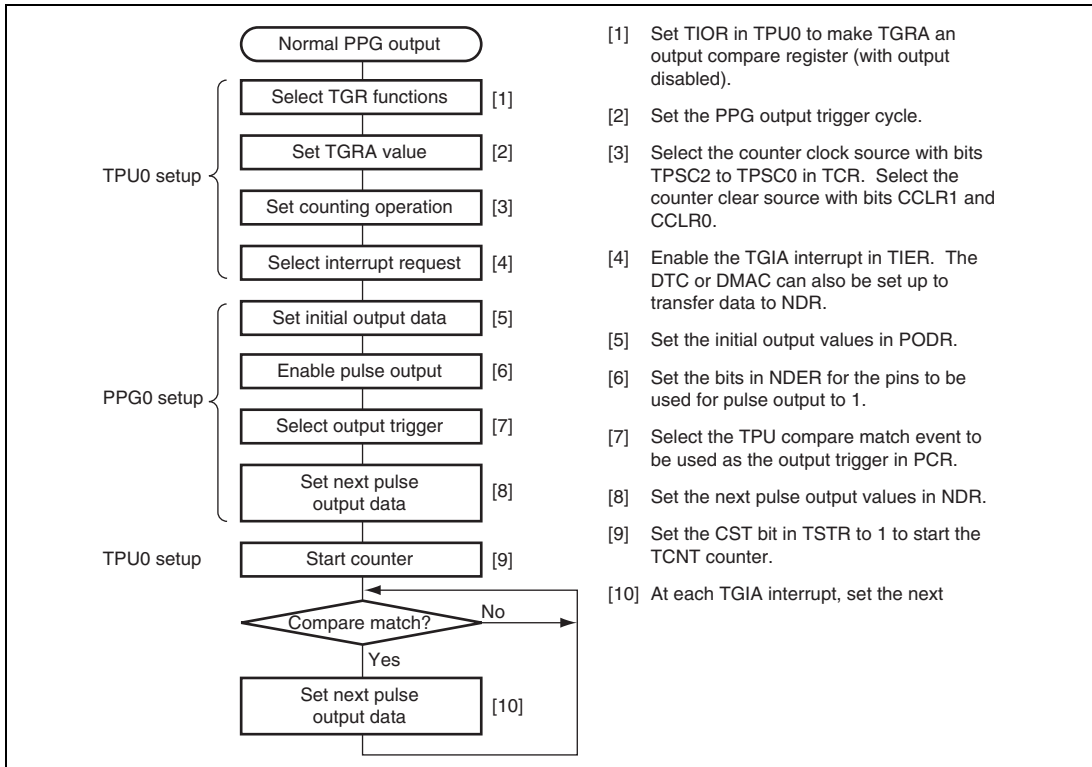 Normal PPG output
Select TGR functions [1]
Set TGRA value [2]
TPU0 setup
Set counting operation [3]
Select interrupt request [4]
Set initial output data [5]
Enable pulse output [6]
PPG0 setup
Select output trigger [7]
Set next pulse
output data [8]
TPU0 setup
Start counter [9]
Compare match?
No
Yes
Set next pulse
output data [10]
[1] Set TIOR in TPU0 to make TGRA an
output compare register (with output
disabled).
[2] Set the PPG output trigger cycle.
[3] Select the counter clock source with bits
TPSC2 to TPSC0 in TCR. Select the
counter clear source with bits CCLR1 and
CCLR0.
[4] Enable the TGIA interrupt in TIER. The
DTC or DMAC can also be set up to
transfer data to NDR.
[5] Set the initial output values in PODR.
[6] Set the bits in NDER for the pins to be
used for pulse output to 1.
[7] Select the TPU compare match event to
be used as the output trigger in PCR.
[8] Set the next pulse output values in NDR.
[9] Set the CST bit in TSTR to 1 to start the
TCNT counter.
[10] At each TGIA interrupt, set the next